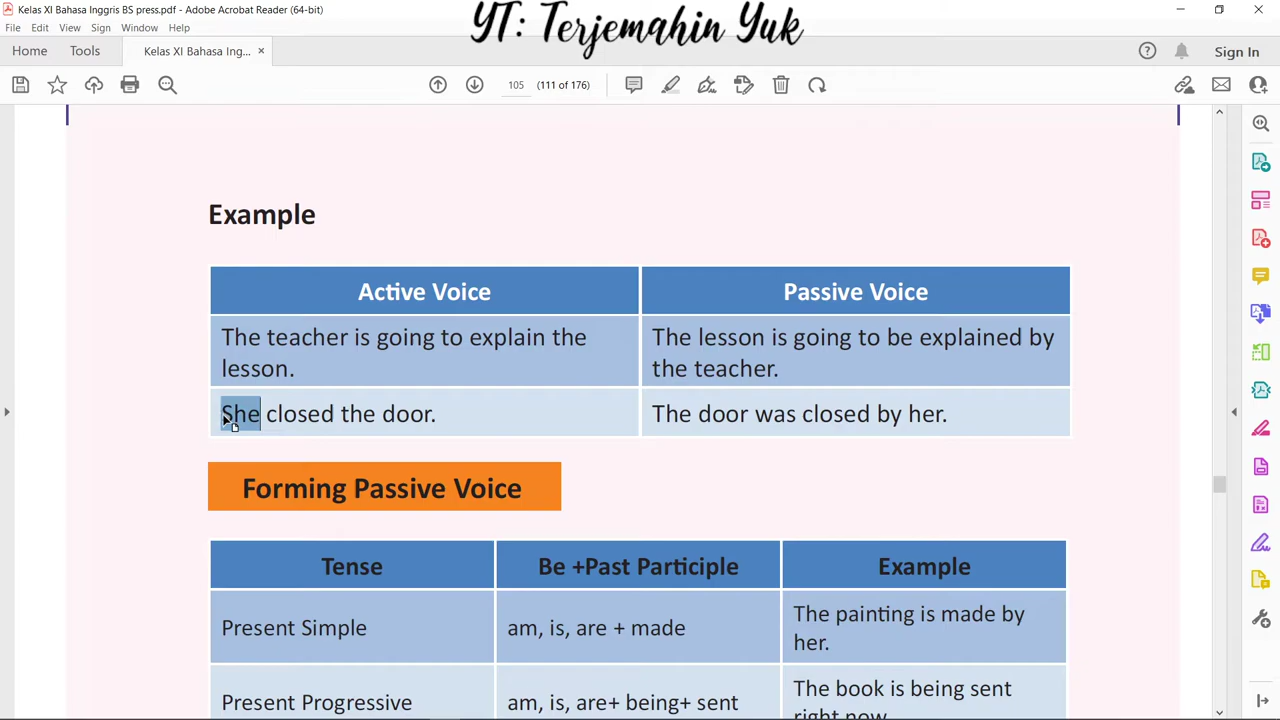 Kelas XI Bahasa Inggris BS press.pdf - Adobe Acrobat Reader (64-bit)
YT: Terjemahin Yuk
File Edit View Sign Window Help
Home Tools Kelas XI Bahasa Ing... × Sign In
105 (111 of 176)
Example
Active Voice Passive Voice
The teacher is going to explain the
lesson.
The lesson is going to be explained by
the teacher.
She closed the door. The door was closed by her.
Forming Passive Voice
Tense Be +Past Participle Example
Present Simple am, is, are + made
The painting is made by
her.
Present Progressive am, is, are+ being+ sent
The book is being sent
right now